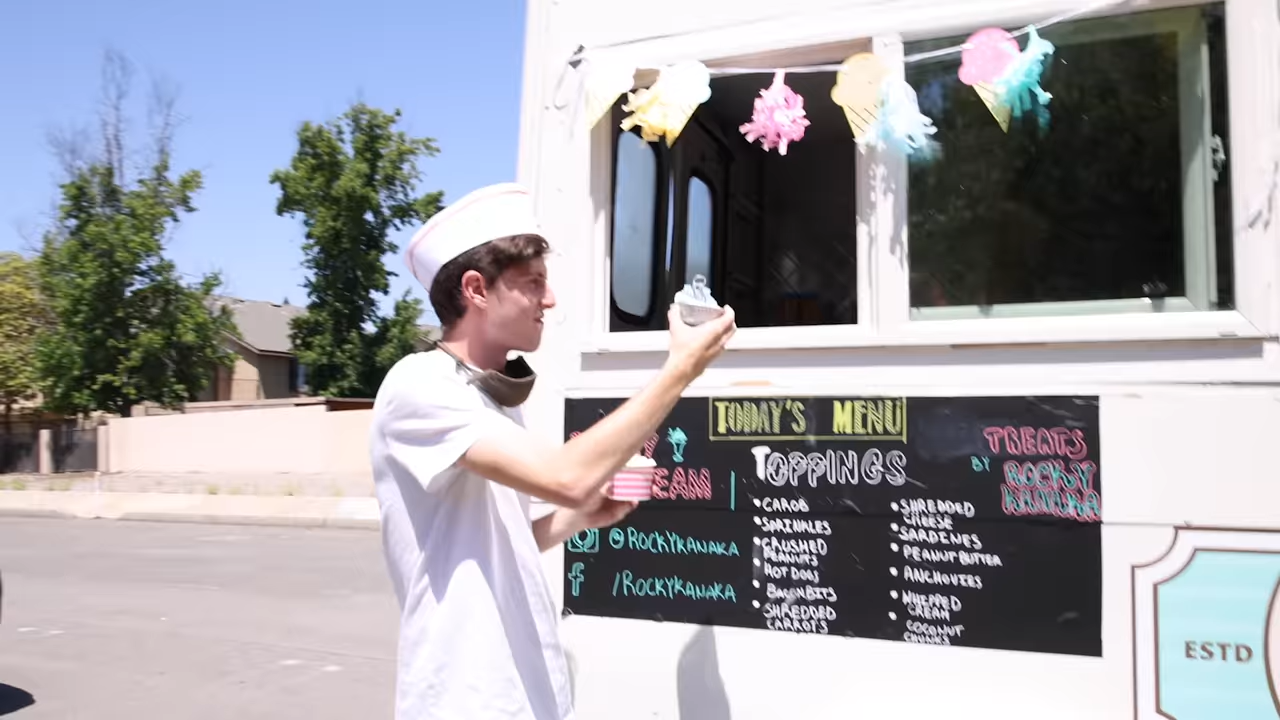 TODAY'S MENU
EAM
TOPPINGS
TREATS
BY ROCKY
KANAKA
@ROCKYKANAKA
/ROCKYKANAKA
• CAROB
• SPRINKLES
• CRUSHED
PEANUTS
• HOT DOGS
• BACON BITS
• SHREDDED
CARROTS
• SHREDDED
CHEESE
• SARDINES
• PEANUT BUTTER
• ANCHOVIES
• WHIPPED
CREAM
• COCONUT
CHUNKS
ESTD